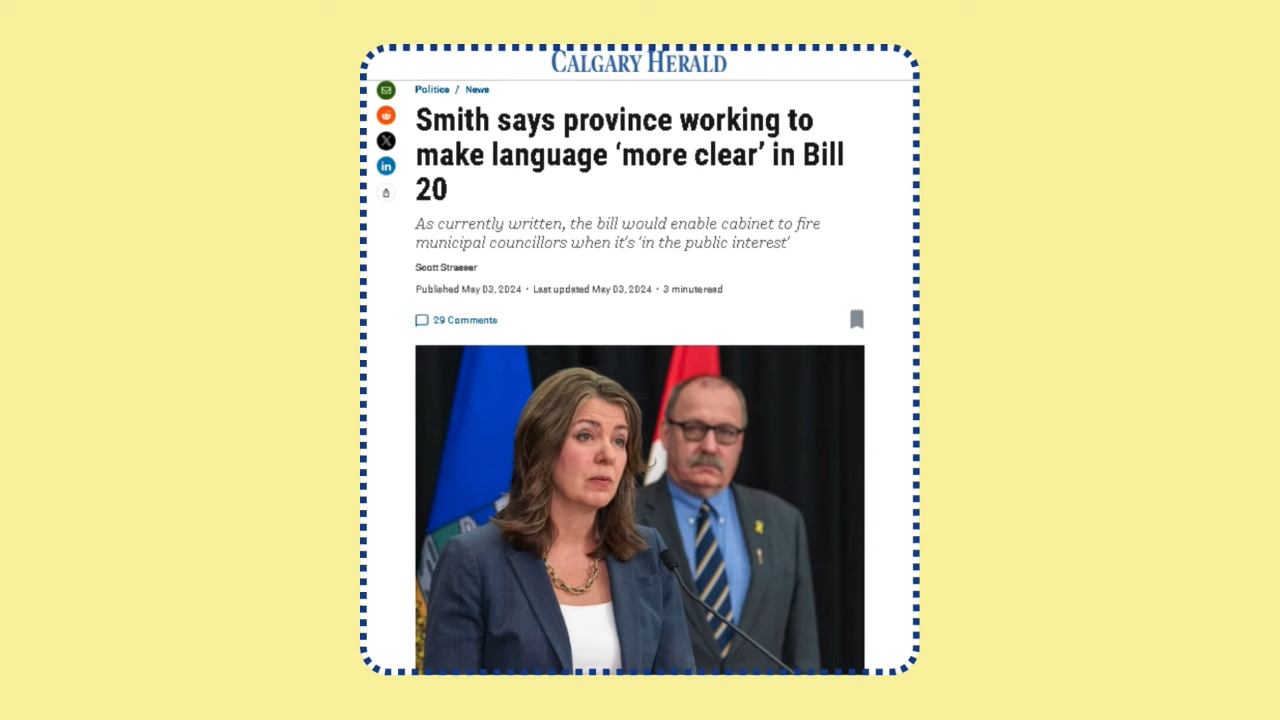 CALGARY HERALD
Politics / News
Smith says province working to
make language ‘more clear’ in Bill
20
As currently written, the bill would enable cabinet to fire
municipal councillors when it's 'in the public interest'
Scott Strasser
Published May 03, 2024 · Last updated May 03, 2024 · 3 minute read
29 Comments